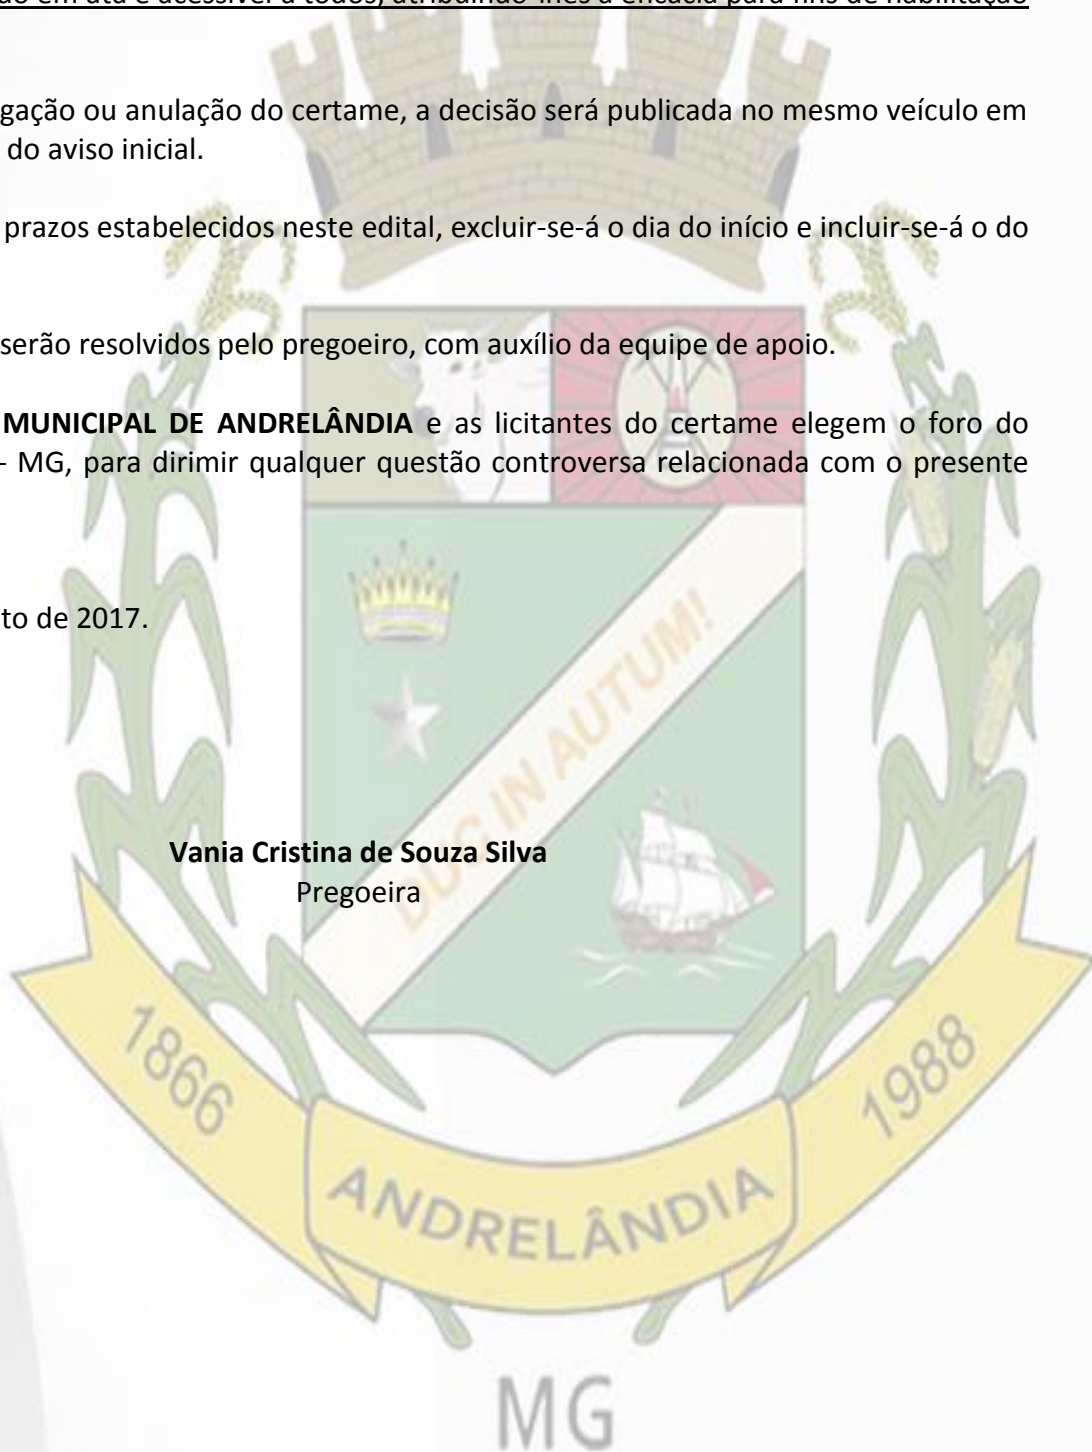 gação ou anulação do certame, a decisão será publicada no mesmo veículo em
do aviso inicial.
prazos estabelecidos neste edital, excluir-se-á o dia do início e incluir-se-á o do
serão resolvidos pelo pregoeiro, com auxílio da equipe de apoio.
MUNICIPAL DE ANDRELÂNDIA e as licitantes do certame elegem o foro do
- MG, para dirimir qualquer questão controversa relacionada com o presente
to de 2017.
DUC IN AUTUM!
Vania Cristina de Souza Silva
Pregoeira
1866
ANDRELÂNDIA
1988
MG